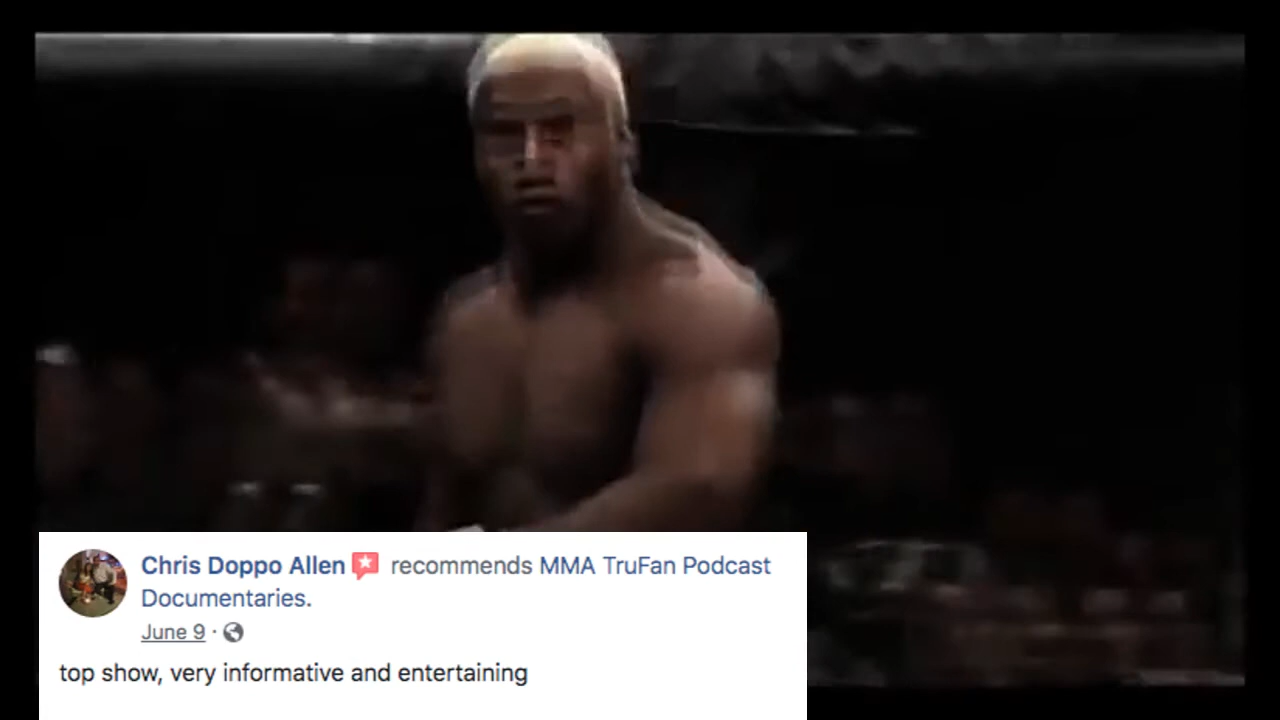 Chris Doppo Allen recommends MMA TruFan Podcast
Documentaries.
June 9 ·
top show, very informative and entertaining